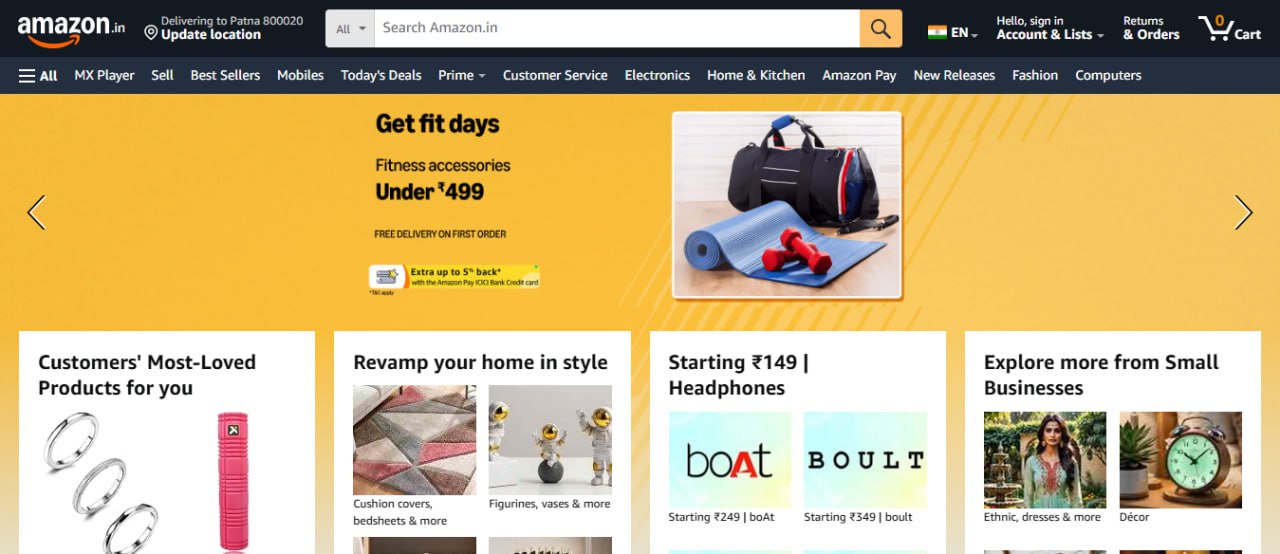 amazon.in
Delivering to Patna 800020
Update location
All
Search Amazon.in
EN
Hello, sign in
Account & Lists
Returns
& Orders
0
Cart
All
MX Player
Sell
Best Sellers
Mobiles
Today's Deals
Prime
Customer Service
Electronics
Home & Kitchen
Amazon Pay
New Releases
Fashion
Computers
Get fit days
Fitness accessories
Under ₹499
FREE DELIVERY ON FIRST ORDER
Extra up to 5% back*
with the Amazon Pay ICICI Bank Credit card
*T&C apply
Customers' Most-Loved
Products for you
Revamp your home in style
Cushion covers,
bedsheets & more
Figurines, vases & more
Starting ₹149 |
Headphones
boAt
Starting ₹249 | boAt
BOULT
Starting ₹349 | boult
Explore more from Small
Businesses
Ethnic, dresses & more
Décor